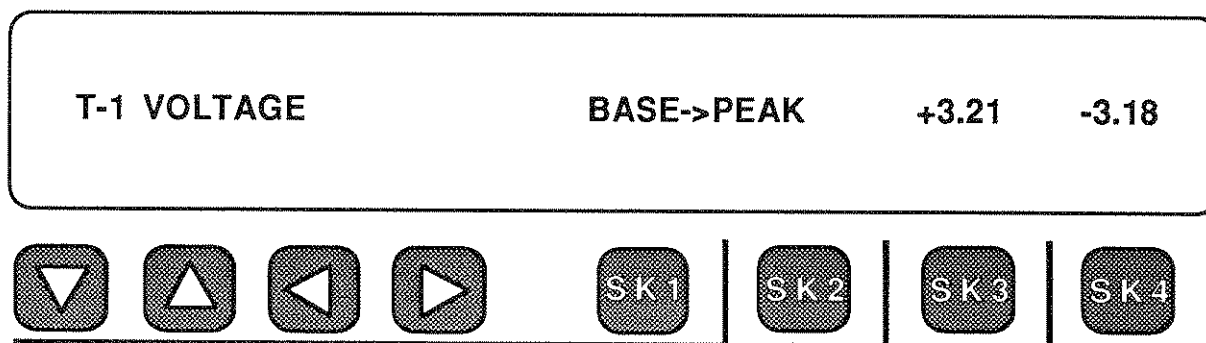 T-1 VOLTAGE BASE->PEAK +3.21 -3.18
SK1 SK2 SK3 SK4